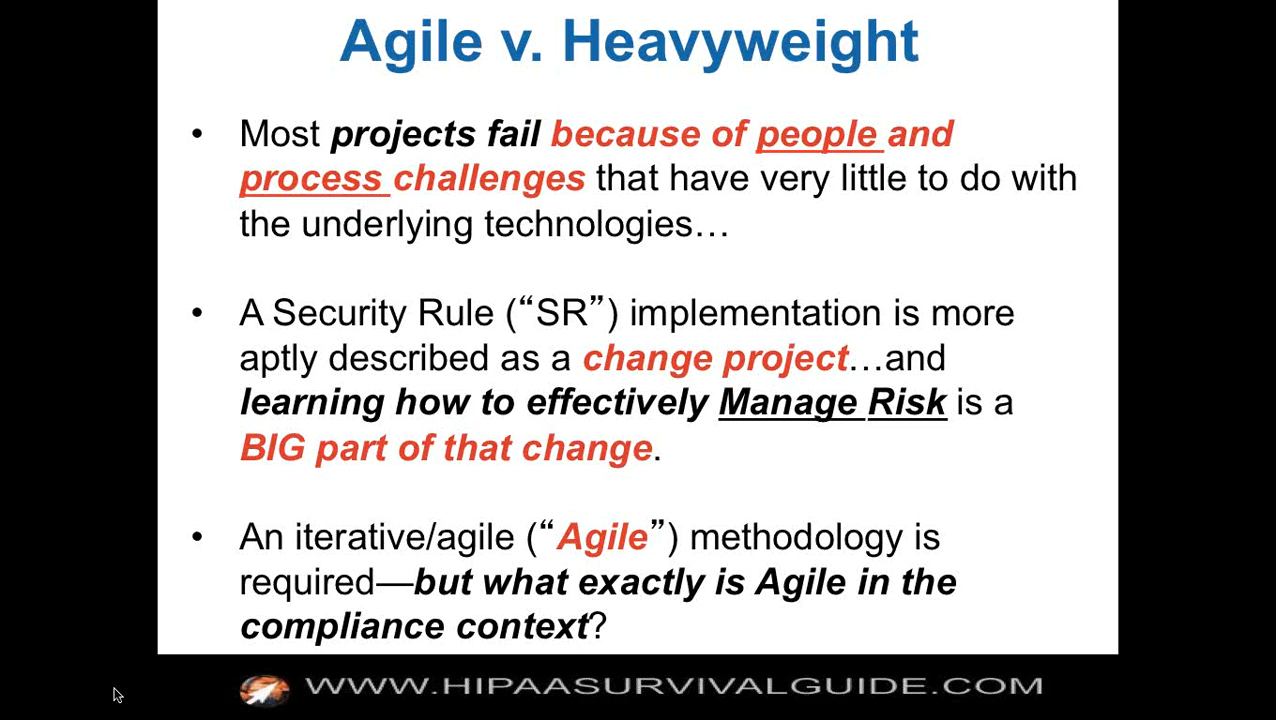 Agile v. Heavyweight
• Most projects fail because of people and
process challenges that have very little to do with
the underlying technologies…
• A Security Rule (“SR”) implementation is more
aptly described as a change project…and
learning how to effectively Manage Risk is a
BIG part of that change.
• An iterative/agile (“Agile”) methodology is
required—but what exactly is Agile in the
compliance context?
WWW.HIPAASURVIVALGUIDE.COM